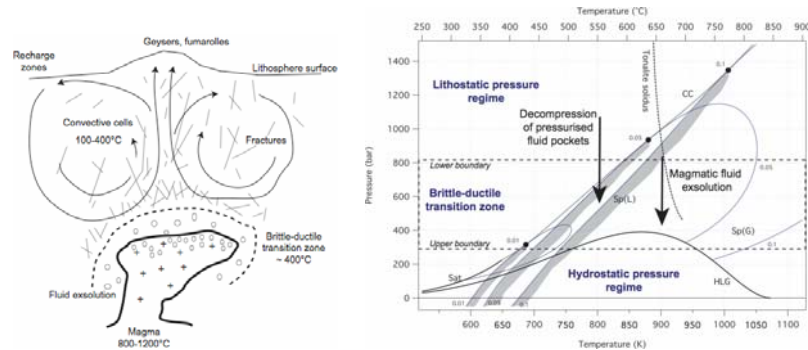 Geysers, fumarolles
Recharge
zones
Lithosphere surface
Convective cells
100-400°C
Fractures
Brittle-ductile
transition zone
~ 400°C
Fluid exsolution
Magma
800-1200°C
Temperature (°C)
250 300 350 400 450 500 550 600 650 700 750 800 850 900
Pressure (bar)
1400
1200
1000
800
600
400
200
0
Lithostatic pressure
regime
Tonalite solidus
0.1
CC
Decompression
of pressurised
fluid pockets
0.05
0.05
Lower boundary
Magmatic fluid
exsolution
Brittle-ductile
transition zone
Sp(L)
Sp(G)
0.01
0.1
Upper boundary
Sat
Hydrostatic pressure
regime
HLG
0.01 0.05 0.1
600 650 700 750 800 850 900 950 1000 1050 1100
Temperature (K)